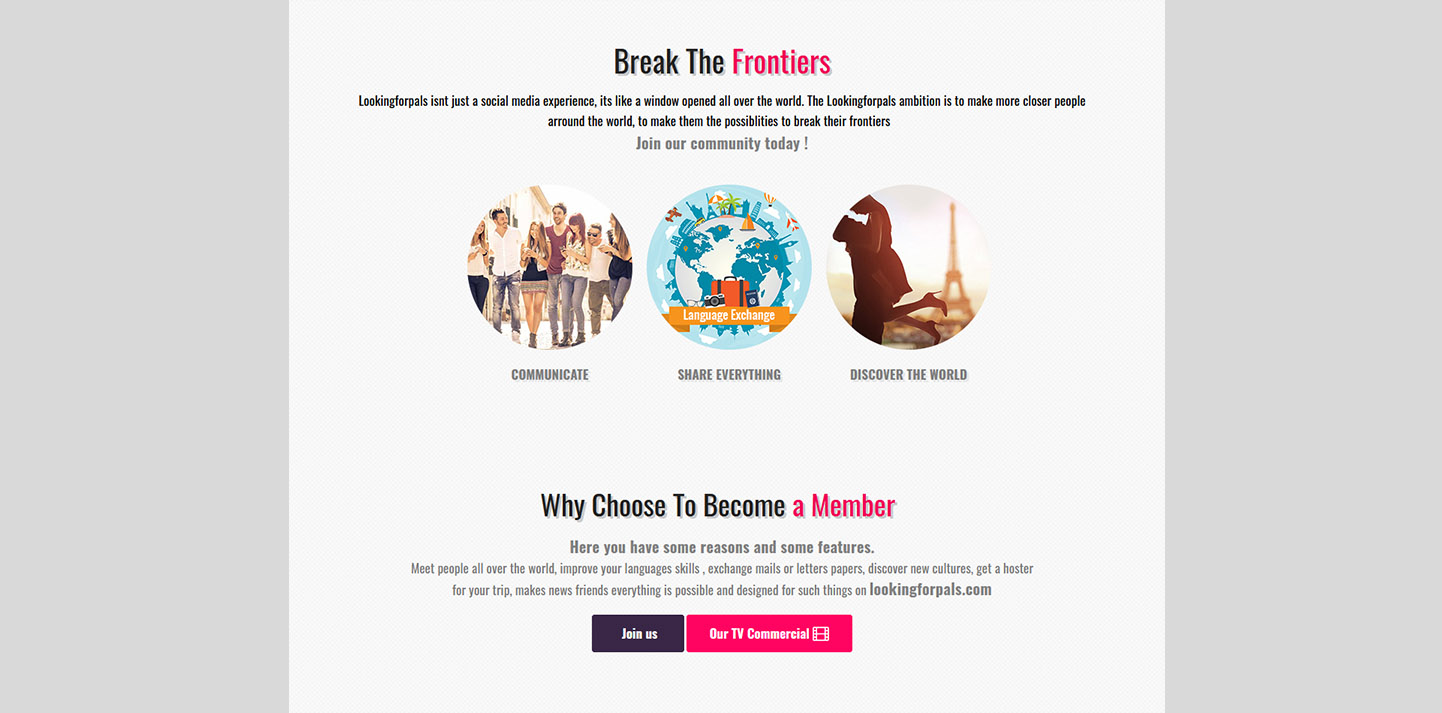 Break The Frontiers
Lookingforpals isnt just a social media experience, its like a window opened all over the world. The Lookingforpals ambition is to make more closer people
arround the world, to make them the possiblities to break their frontiers
Join our community today !
Language Exchange
COMMUNICATE
SHARE EVERYTHING
DISCOVER THE WORLD
Why Choose To Become a Member
Here you have some reasons and some features.
Meet people all over the world, improve your languages skills , exchange mails or letters papers, discover new cultures, get a hoster
for your trip, makes news friends everything is possible and designed for such things on lookingforpals.com
Join us
Our TV Commercial